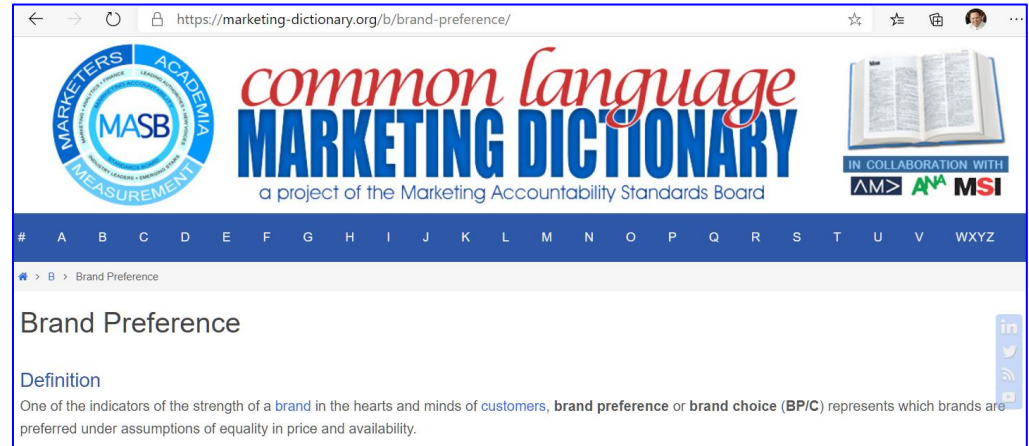 https://marketing-dictionary.org/b/brand-preference/
MARKETERS ACADEMIA MEASUREMENT
MASB
common language
MARKETING DICTIONARY
a project of the Marketing Accountability Standards Board
IN COLLABORATION WITH
AMA ANA MSI
# A B C D E F G H I J K L M N O P Q R S T U V WXYZ
> B > Brand Preference
Brand Preference
in
Definition
One of the indicators of the strength of a brand in the hearts and minds of customers, brand preference or brand choice (BP/C) represents which brands are
preferred under assumptions of equality in price and availability.